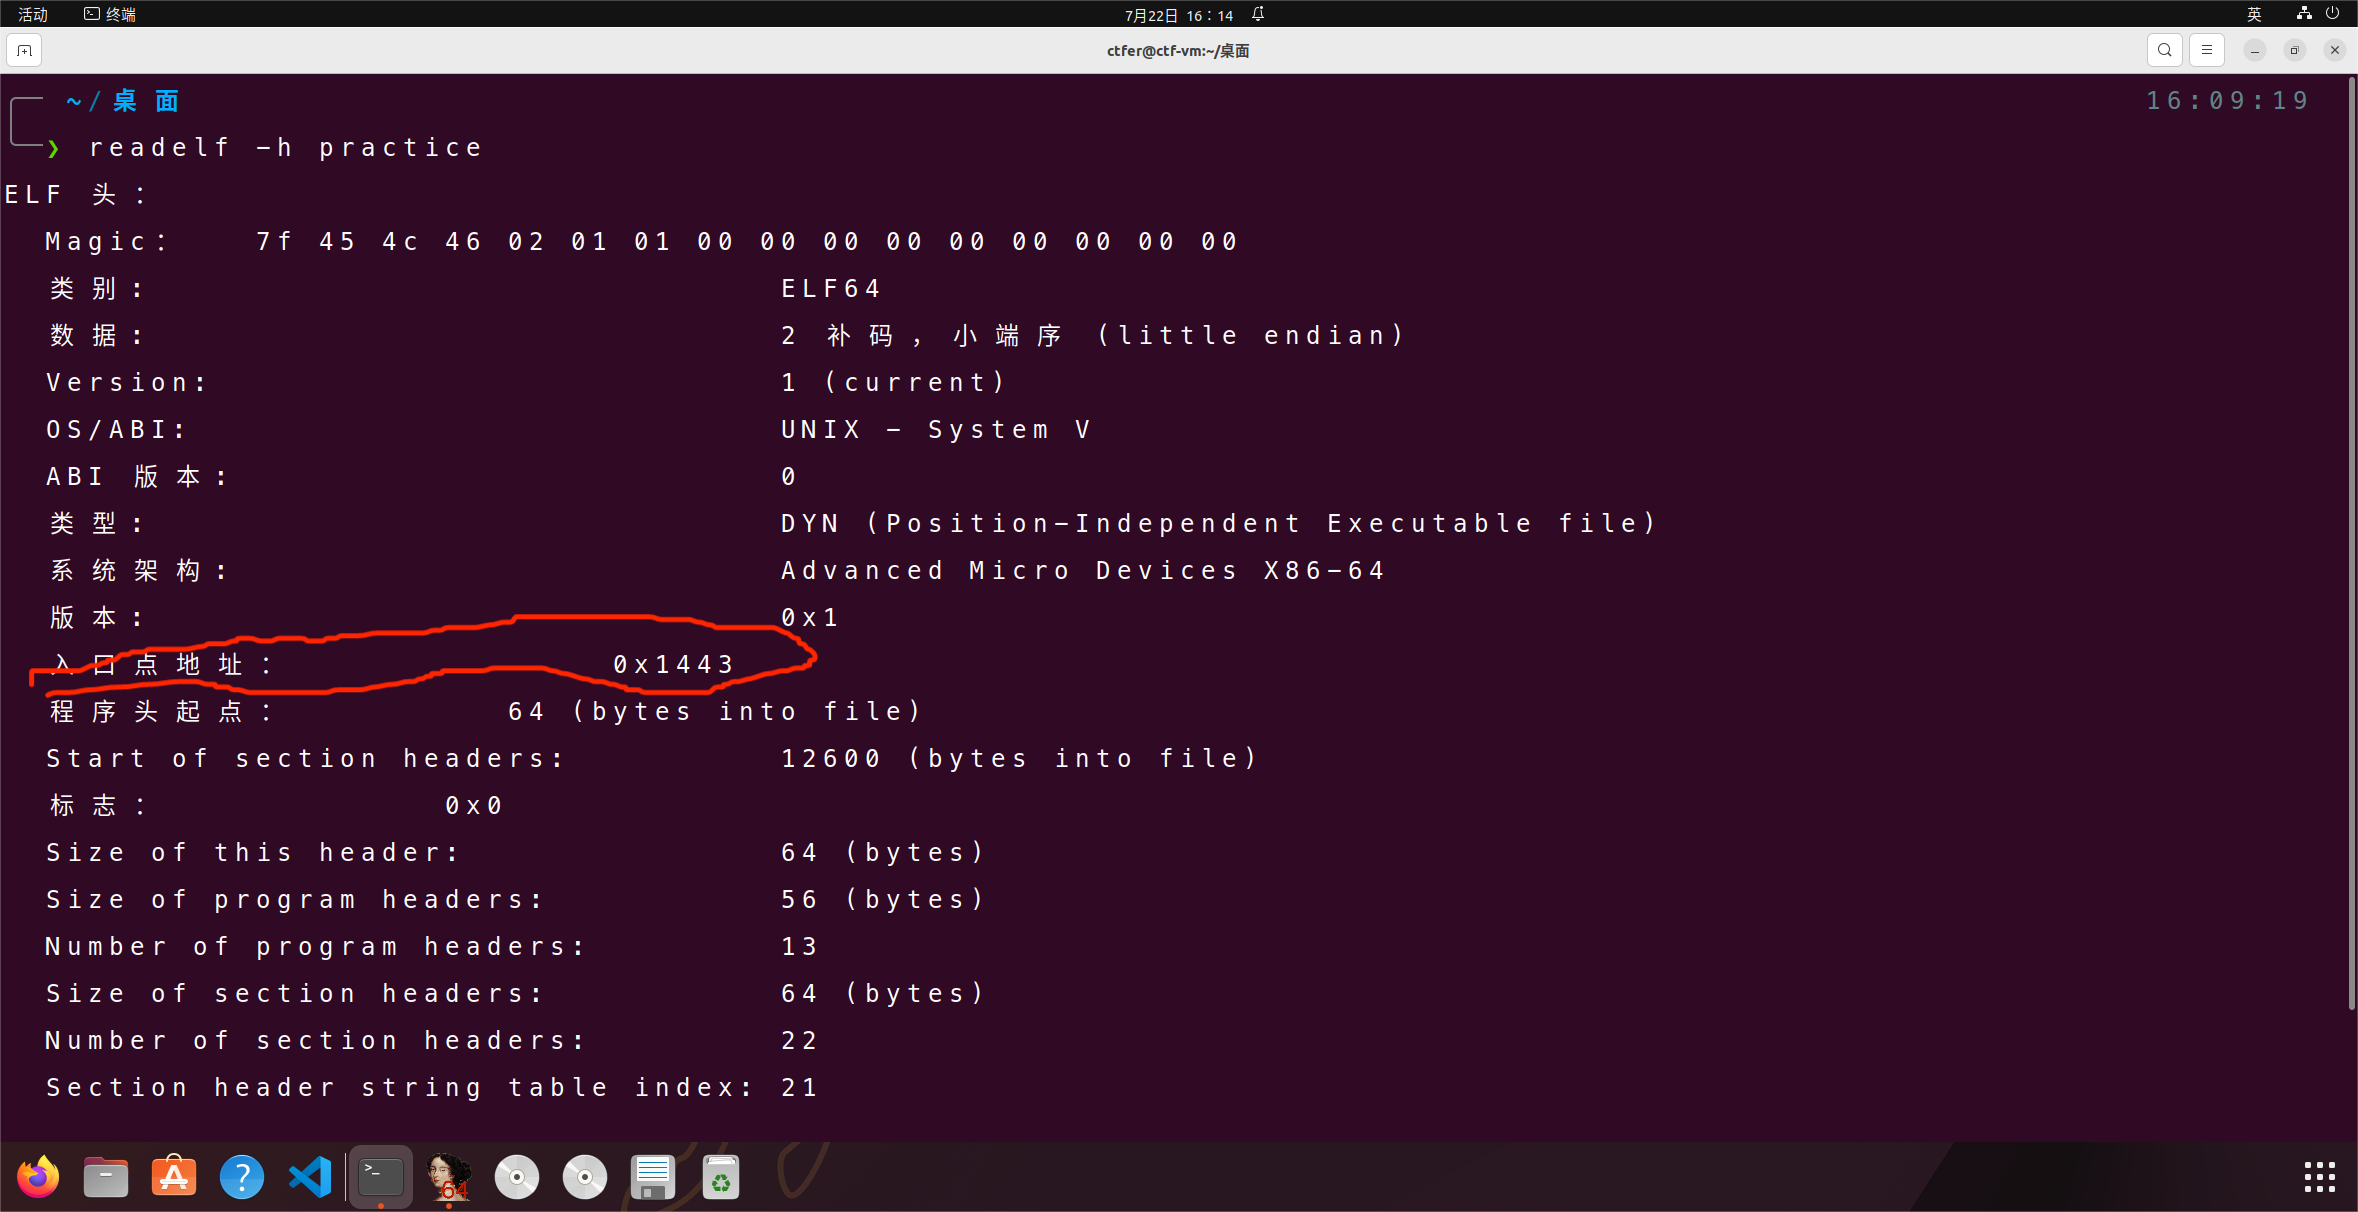 活动 终端 7月22日 16：14 英
ctfer@ctf-vm:~/桌面
~/桌面 16:09:19
❯ readelf -h practice
ELF 头：
Magic： 7f 45 4c 46 02 01 01 00 00 00 00 00 00 00 00 00
类别: ELF64
数据: 2 补码，小端序 (little endian)
Version: 1 (current)
OS/ABI: UNIX - System V
ABI 版本: 0
类型: DYN (Position-Independent Executable file)
系统架构: Advanced Micro Devices X86-64
版本: 0x1
入口点地址： 0x1443
程序头起点： 64 (bytes into file)
Start of section headers: 12600 (bytes into file)
标志： 0x0
Size of this header: 64 (bytes)
Size of program headers: 56 (bytes)
Number of program headers: 13
Size of section headers: 64 (bytes)
Number of section headers: 22
Section header string table index: 21
64